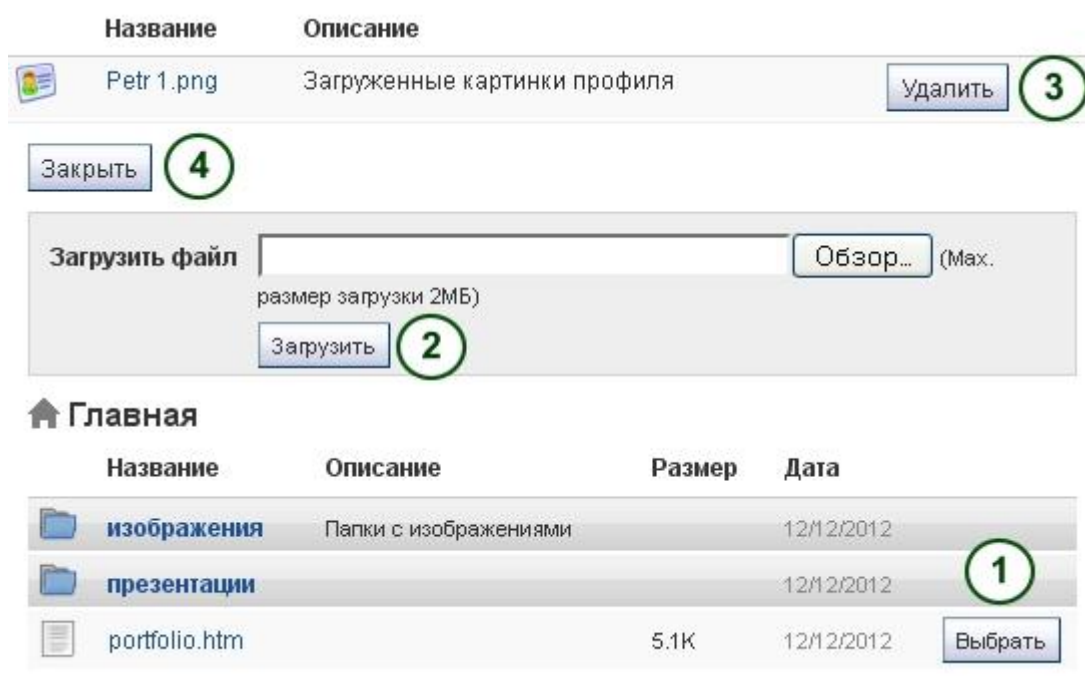 Название Описание
Petr 1.png Загруженные картинки профиля Удалить 3
Закрыть 4
Загрузить файл Обзор... (Max.
размер загрузки 2МБ)
Загрузить 2
Главная
Название Описание Размер Дата
изображения Папки с изображениями 12/12/2012
презентации 12/12/2012 1
portfolio.htm 5.1K 12/12/2012 Выбрать